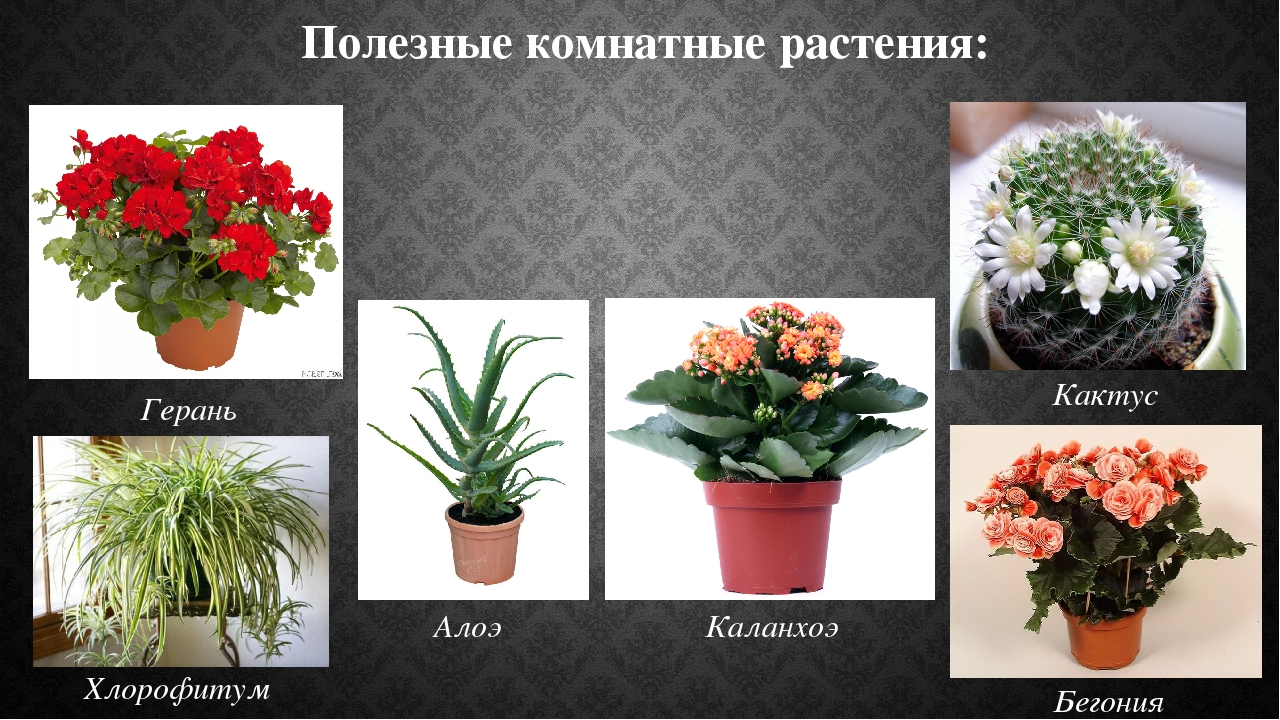 Полезные комнатные растения:
Герань
Кактус
Алоэ
Каланхоэ
Хлорофитум
Бегония